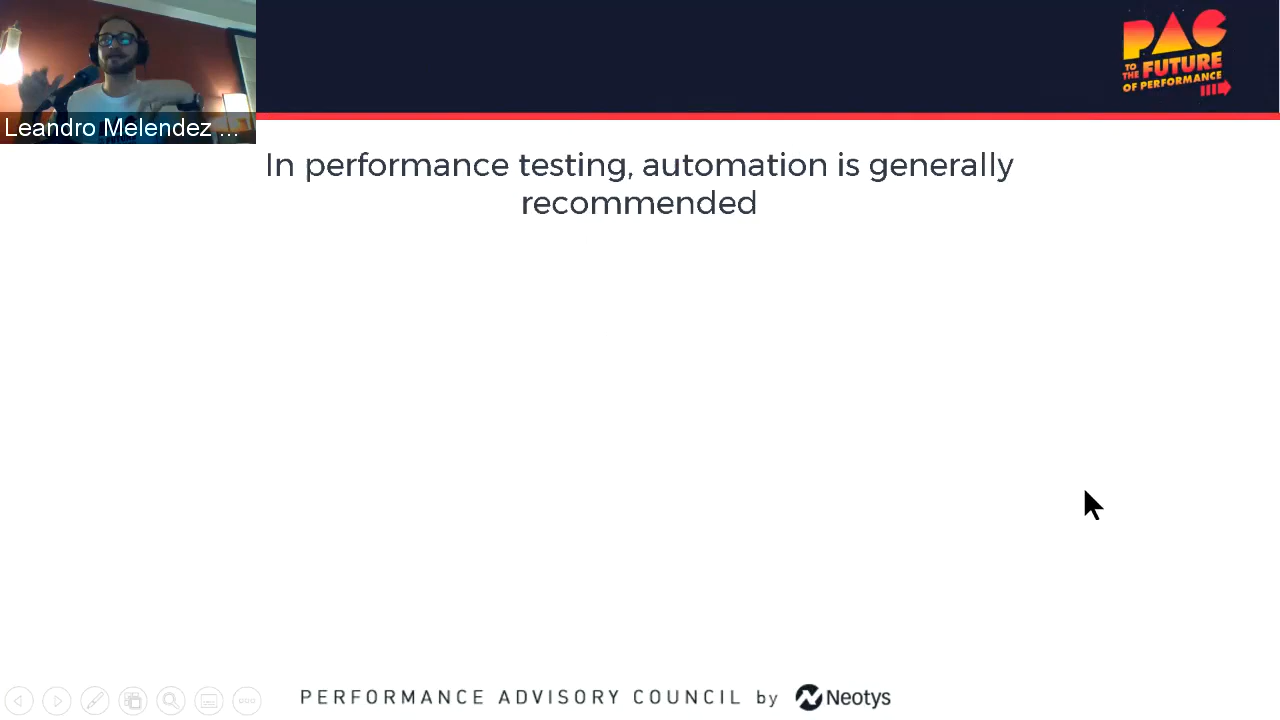 PAC
TO THE FUTURE
OF PERFORMANCE
Leandro Melendez ...
In performance testing, automation is generally
recommended
PERFORMANCE ADVISORY COUNCIL by Neotys